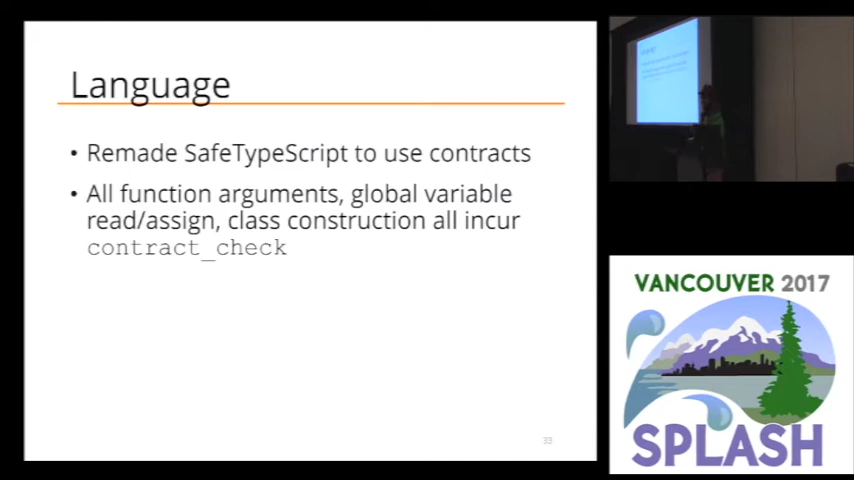 Language
• Remade SafeTypeScript to use contracts
• All function arguments, global variable
read/assign, class construction all incur
contract_check
33
VANCOUVER 2017
SPLASH